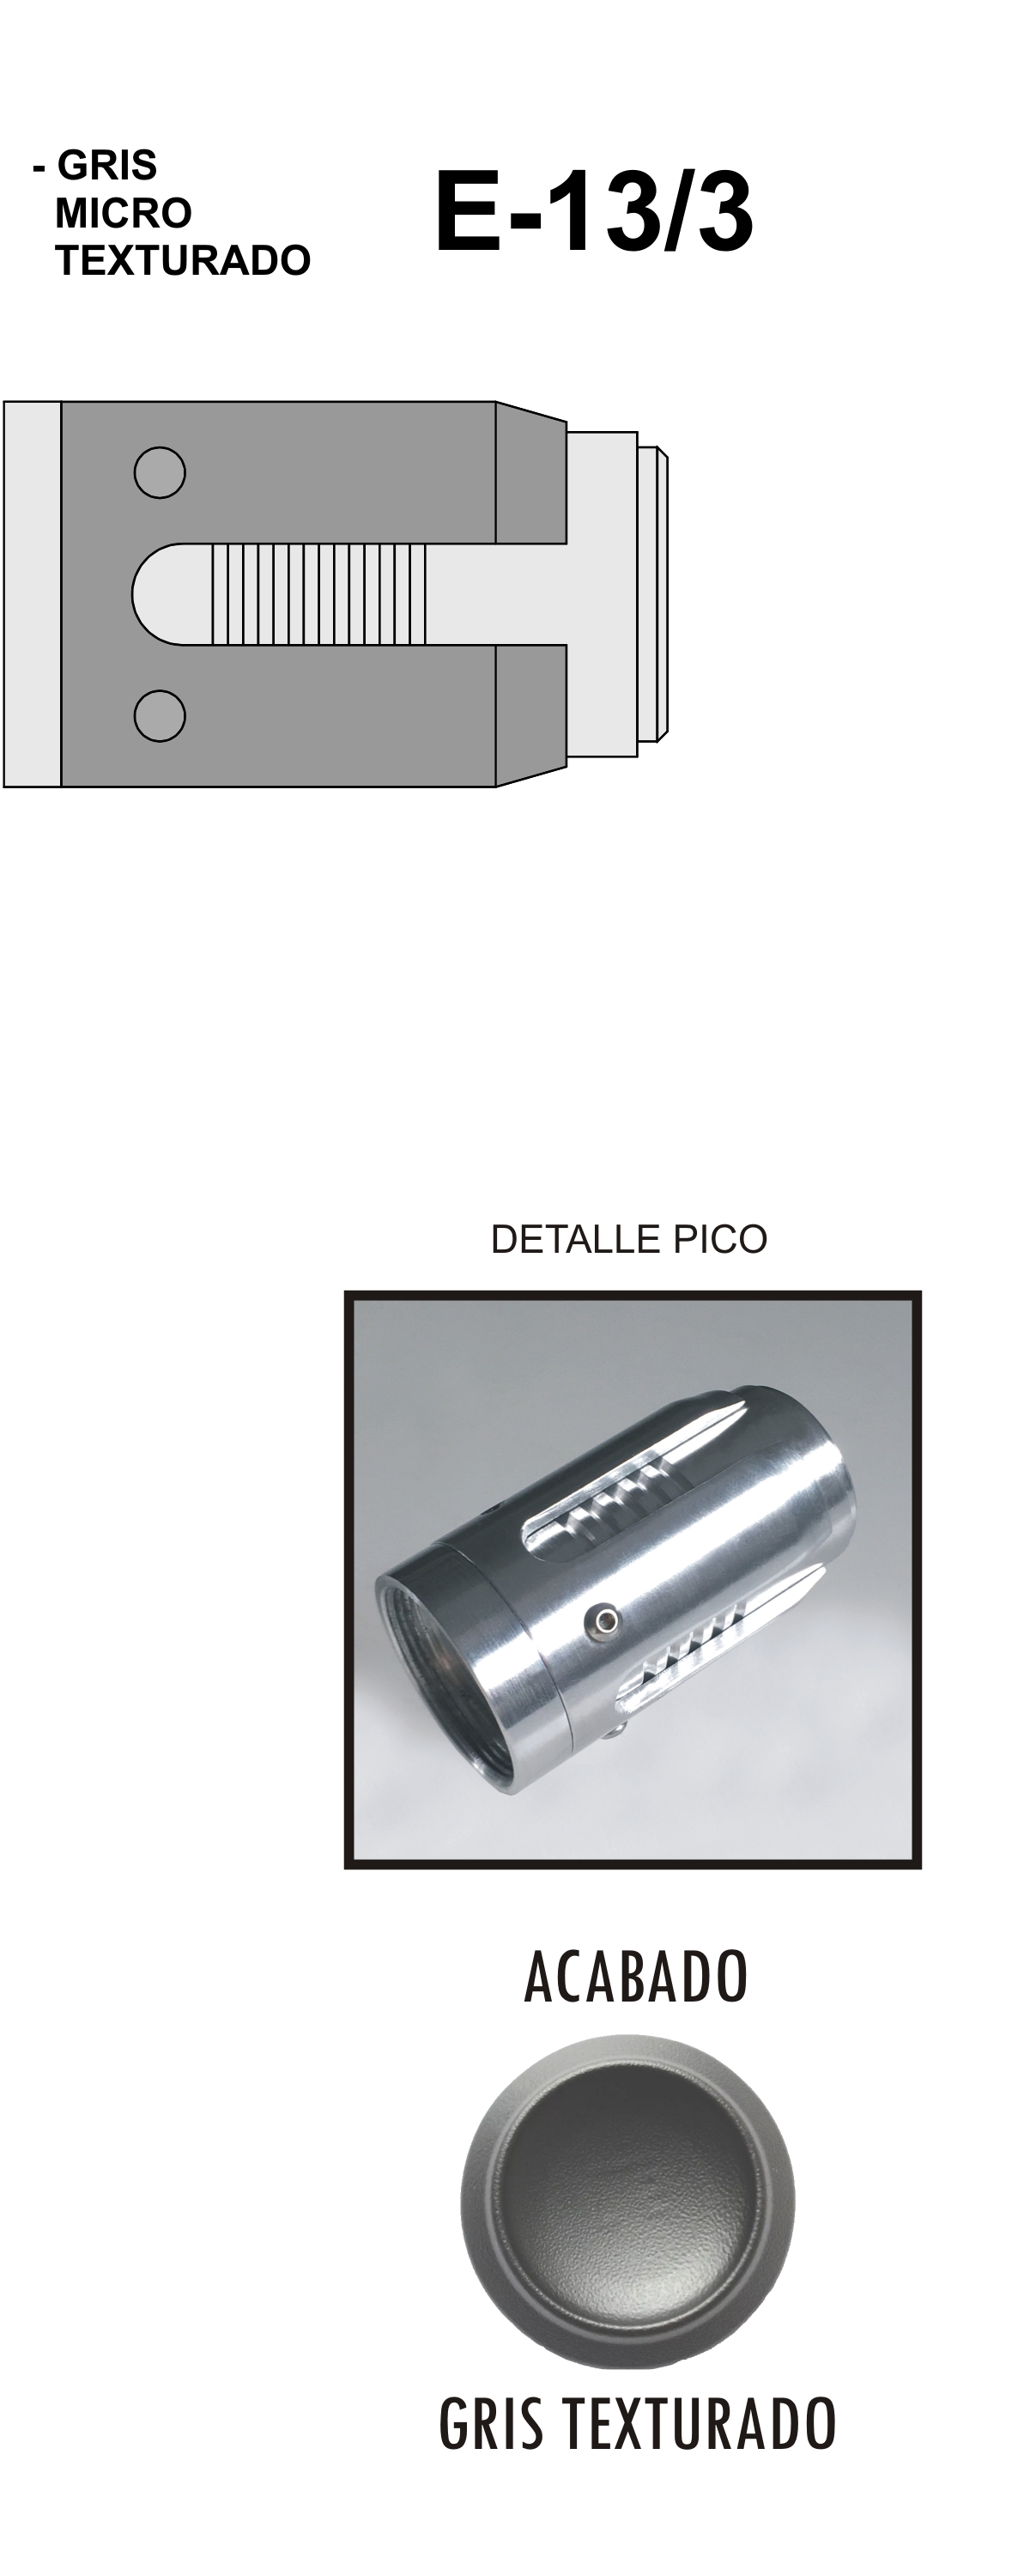 - GRIS
MICRO
TEXTURADO
E-13/3
DETALLE PICO
ACABADO
GRIS TEXTURADO